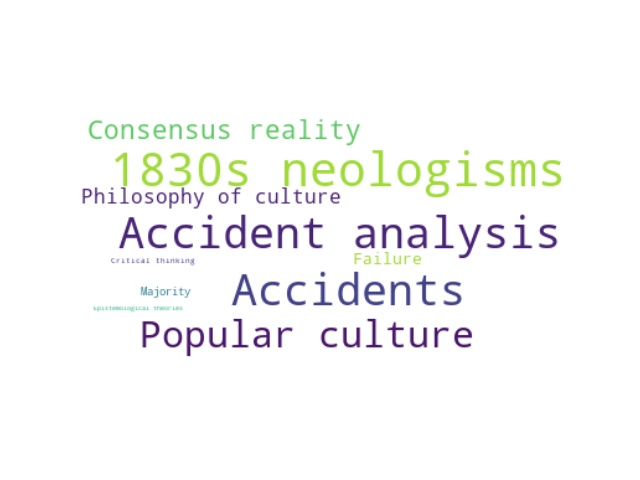 Consensus reality
1830s neologisms
Philosophy of culture
Accident analysis
Critical thinking
Failure
Majority
Accidents
Epistemological theories
Popular culture